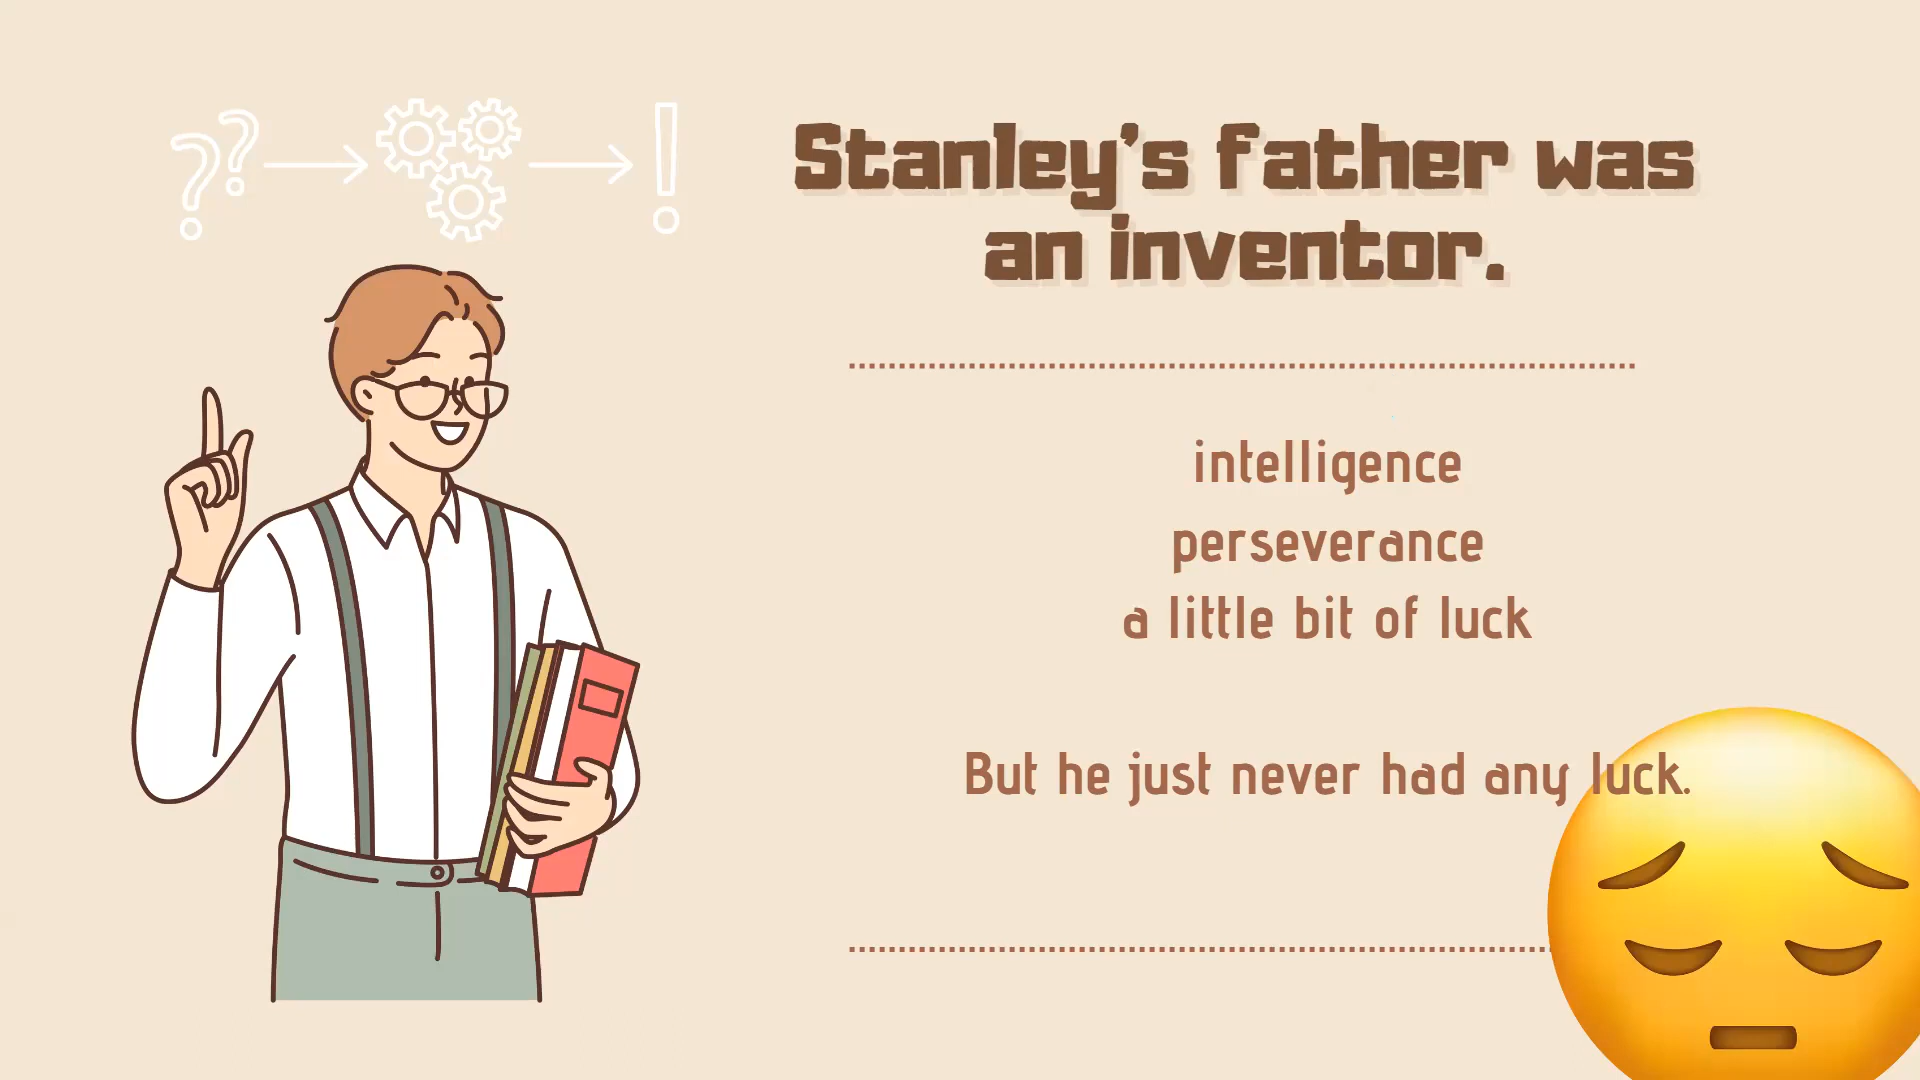 Stanley's father was
an inventor.
intelligence
perseverance
a little bit of luck
But he just never had any luck.